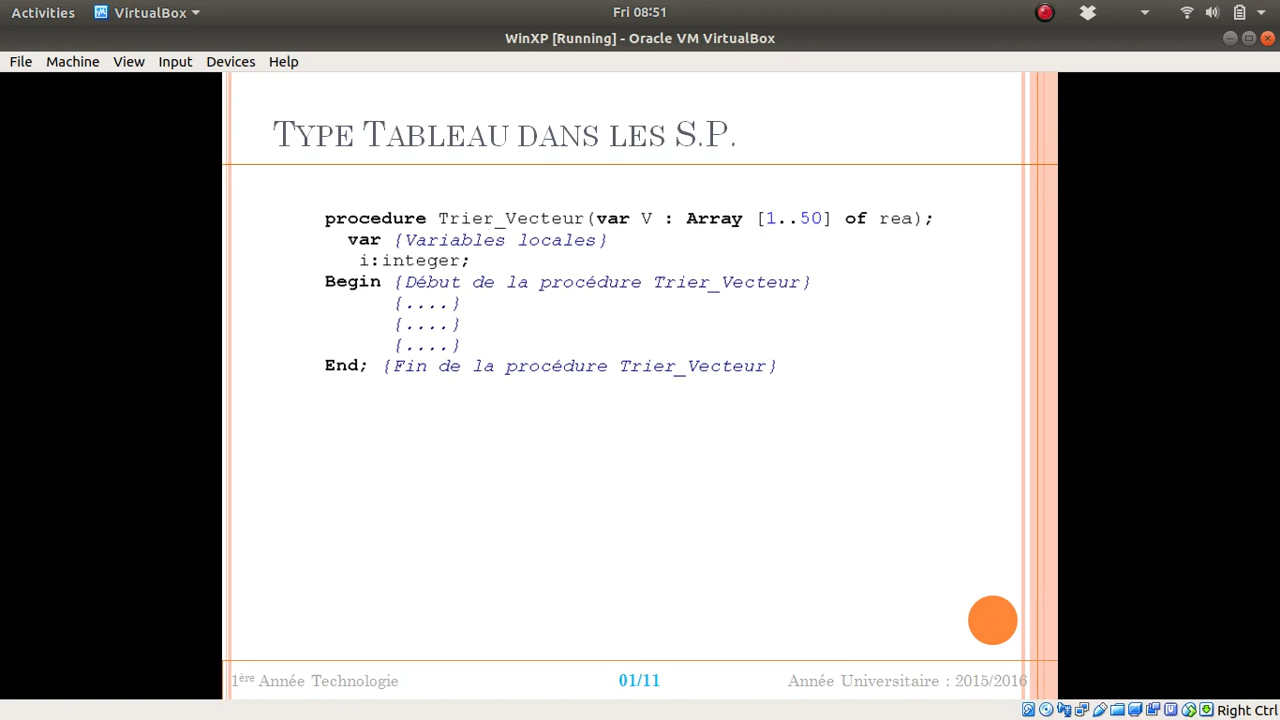 Activities VirtualBox Fri 08:51
WinXP [Running] - Oracle VM VirtualBox
File Machine View Input Devices Help
Type Tableau dans les S.P.
procedure Trier_Vecteur(var V : Array [1..50] of rea);
var {Variables locales}
i:integer;
Begin {Début de la procédure Trier_Vecteur}
{....}
{....}
{....}
End; {Fin de la procédure Trier_Vecteur}
1ère Année Technologie 01/11 Année Universitaire : 2015/2016
Right Ctrl